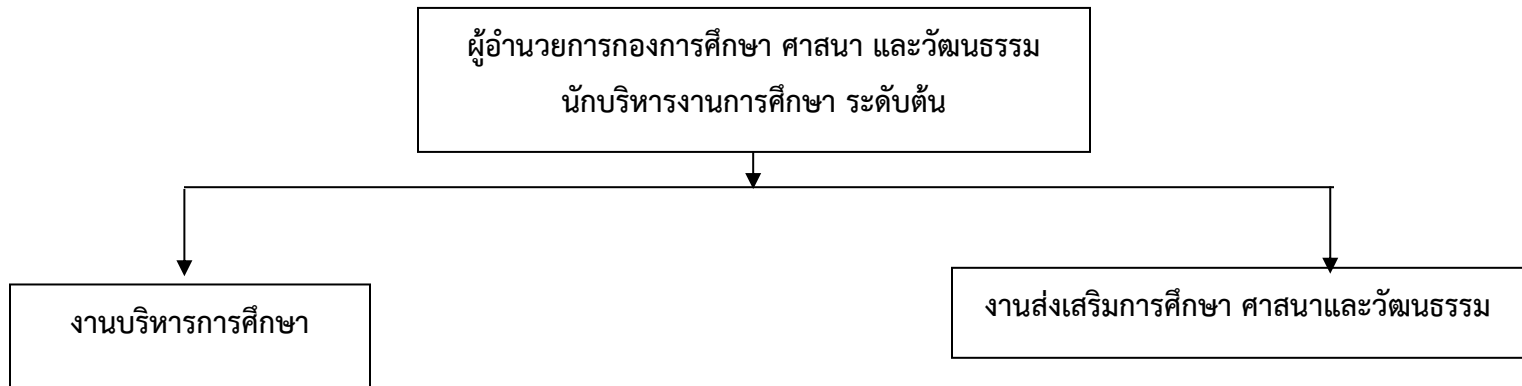 ผู้อำนวยการกองการศึกษา ศาสนา และวัฒนธรรม
นักบริหารงานการศึกษา ระดับต้น
งานบริหารการศึกษา
งานส่งเสริมการศึกษา ศาสนาและวัฒนธรรม